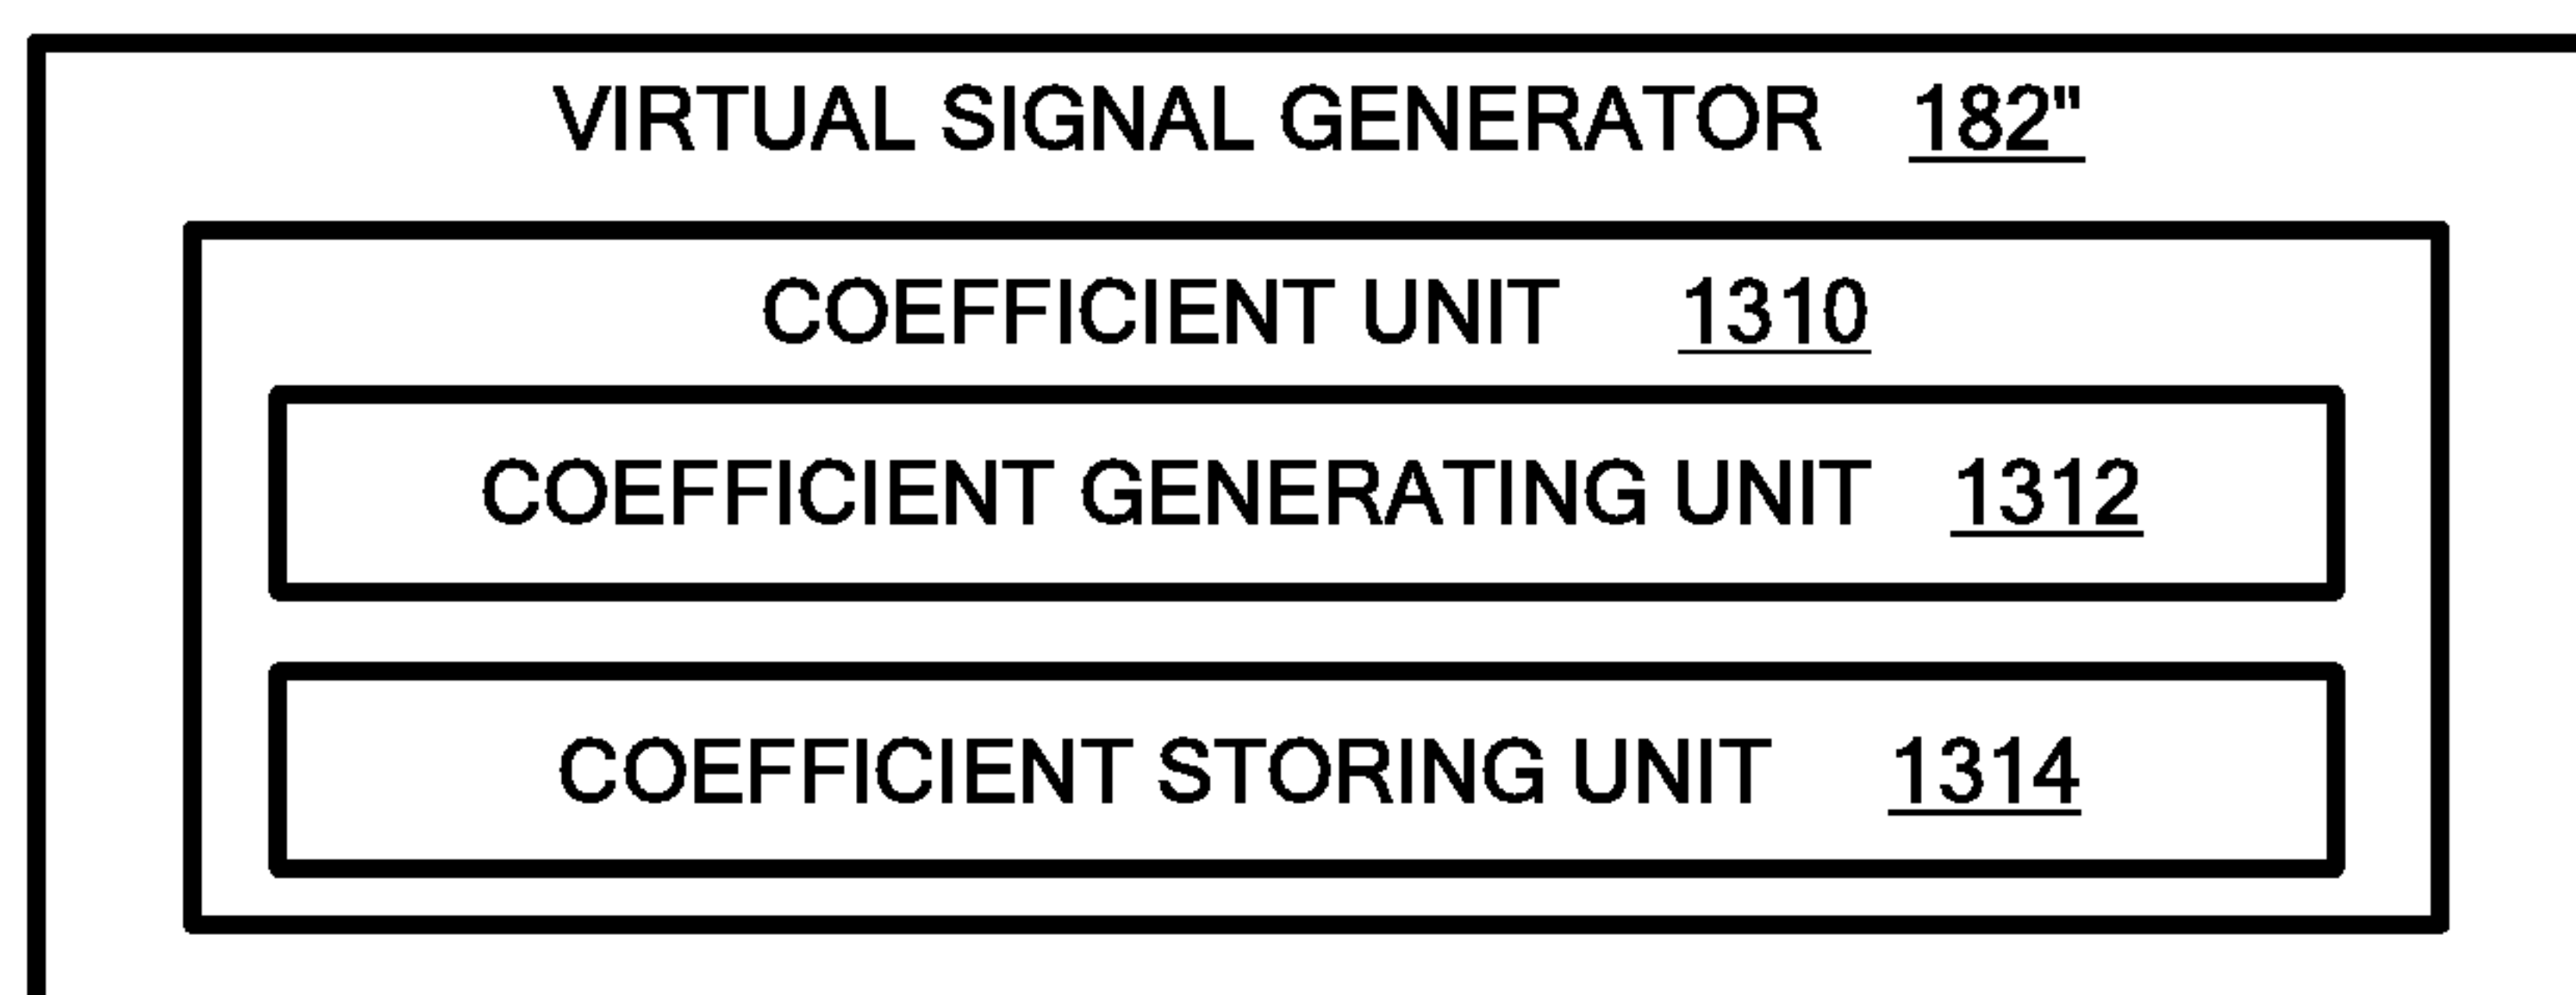 VIRTUAL SIGNAL GENERATOR 182"
COEFFICIENT UNIT 1310
COEFFICIENT GENERATING UNIT 1312
COEFFICIENT STORING UNIT 1314